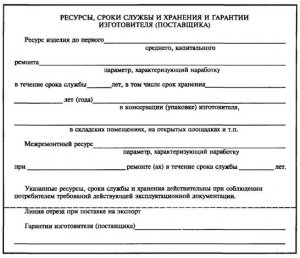 РЕСУРСЫ, СРОКИ СЛУЖБЫ И ХРАНЕНИЯ И ГАРАНТИИ
ИЗГОТОВИТЕЛЯ (ПОСТАВЩИКА)
Ресурс изделия до первого
среднего, капитального
ремонта
параметр, характеризующий наработку
в течение срока службы лет, в том числе срок хранения
лет (года)
в консервации (упаковке) изготовителя,
в складских помещениях, на открытых площадках и т.п.
Межремонтный ресурс
параметр, характеризующий наработку
при ремонте (ах) в течение срока службы лет.
Указанные ресурсы, сроки службы и хранения действительны при соблюдении
потребителем требований действующей эксплуатационной документации.
Линия отреза при поставке на экспорт
Гарантии изготовителя (поставщика)